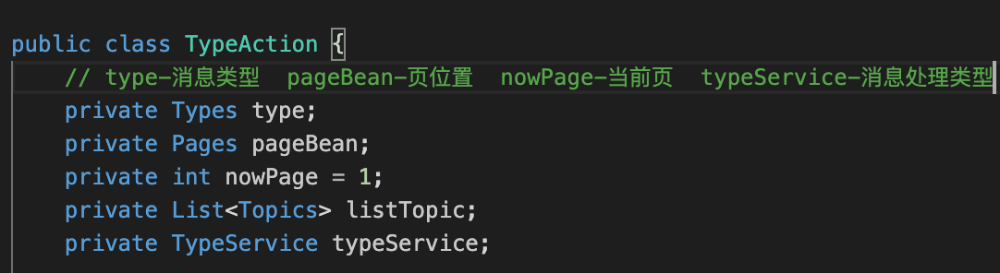 public class TypeAction {
// type-消息类型  pageBean-页位置  nowPage-当前页  typeService-消息处理类型
private Types type;
private Pages pageBean;
private int nowPage = 1;
private List<Topics> listTopic;
private TypeService typeService;